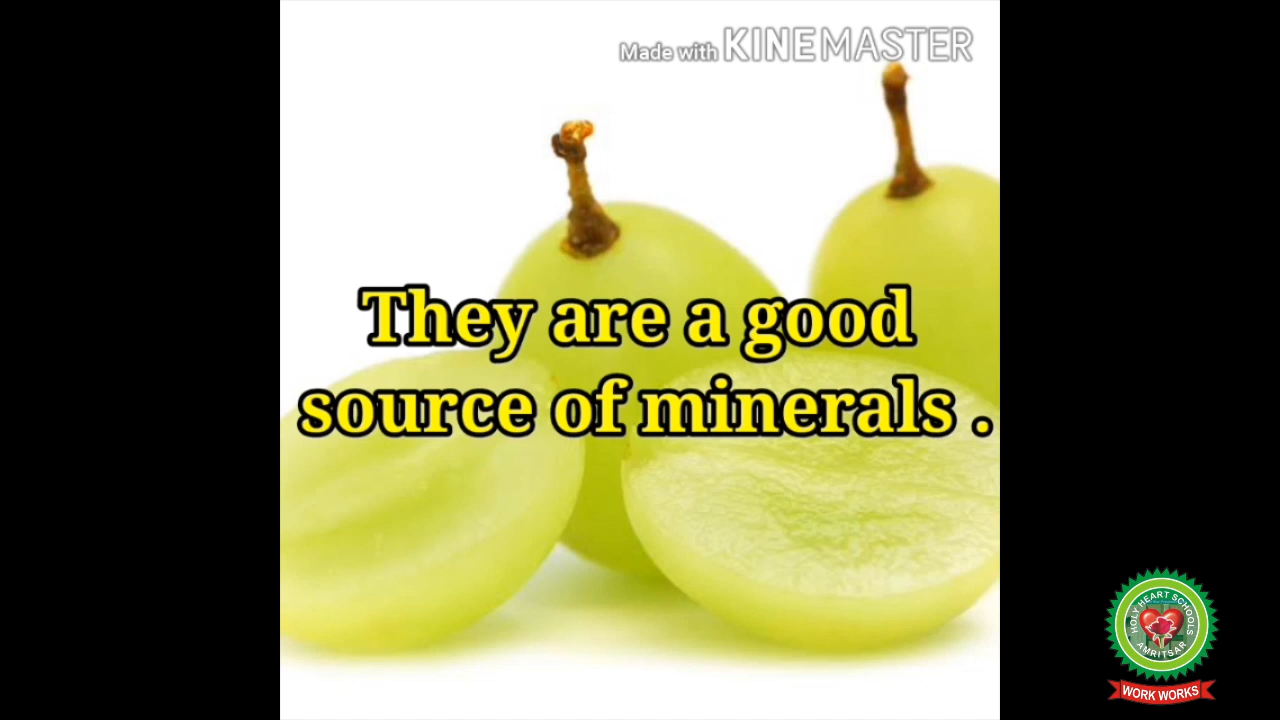 Made with KINEMASTER
They are a good
source of minerals .
HOLY HEART SCHOOLS
AMRITSAR
WORK WORKS